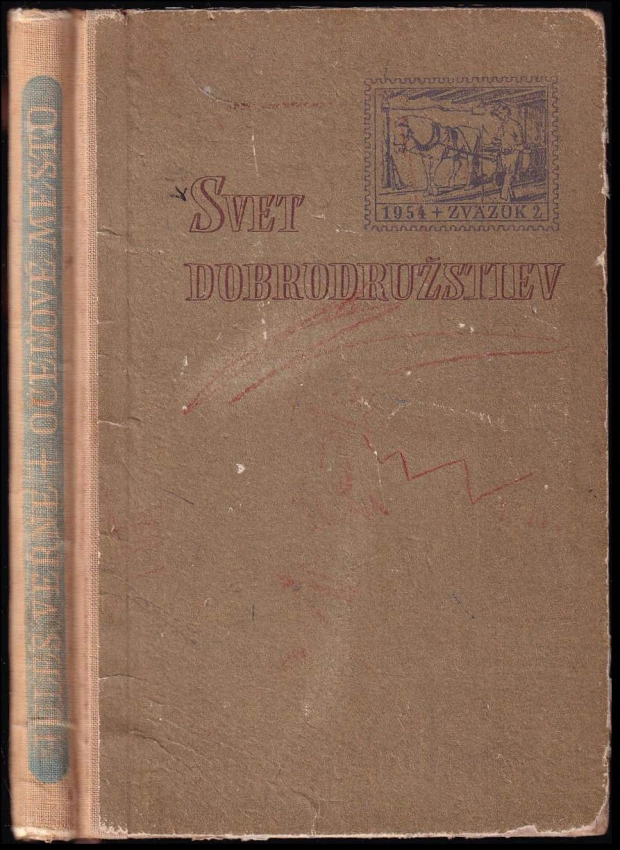 JULES VERNE + OCEĽOVÉ MESTO
1954 + ZVÄZOK 2
SVET
DOBRODRUŽSTIEV